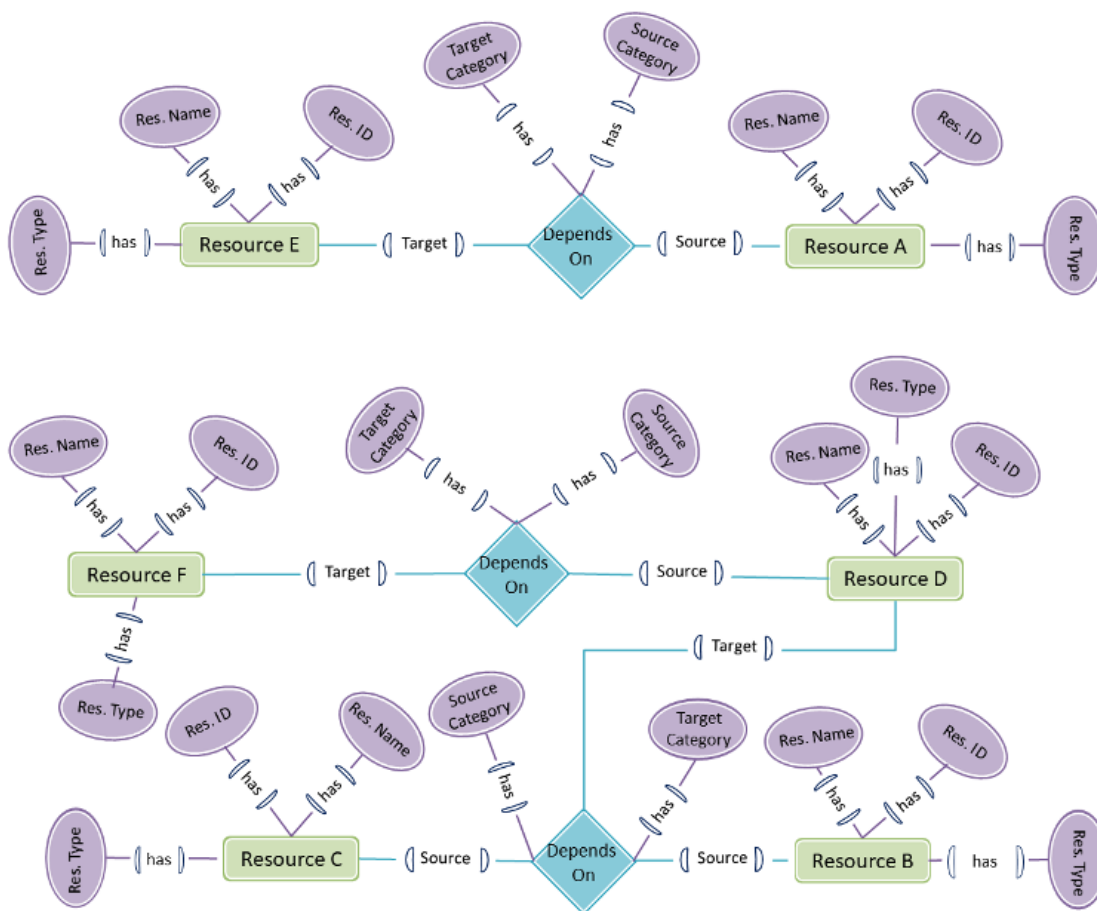 Target
Category
Source
Category
Res. Name
Res. ID
has
has
Res. Name
Res. ID
has
has
has
has
Res. Type
has
Resource E
Target
Depends
On
Source
Resource A
has
Res. Type
Res. Type
Target
Category
Source
Category
Res. Name
Res. ID
Res. Name
Res. ID
has
has
has
has
has
has
has
Resource F
Target
Depends
On
Source
Resource D
has
Target
Res. Type
Res. ID
Res. Name
Source
Category
Target
Category
Res. Name
Res. ID
has
has
has
has
has
has
Res. Type
has
Resource C
Source
Depends
On
Source
Resource B
has
Res. Type